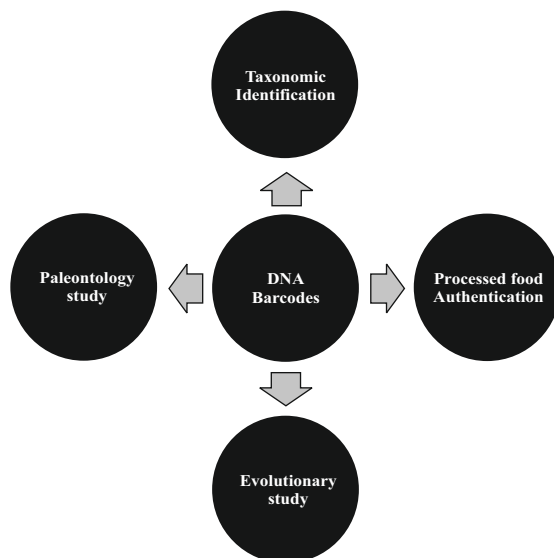 Taxonomic
Identification
Paleontology
study
DNA
Barcodes
Processed food
Authentication
Evolutionary
study